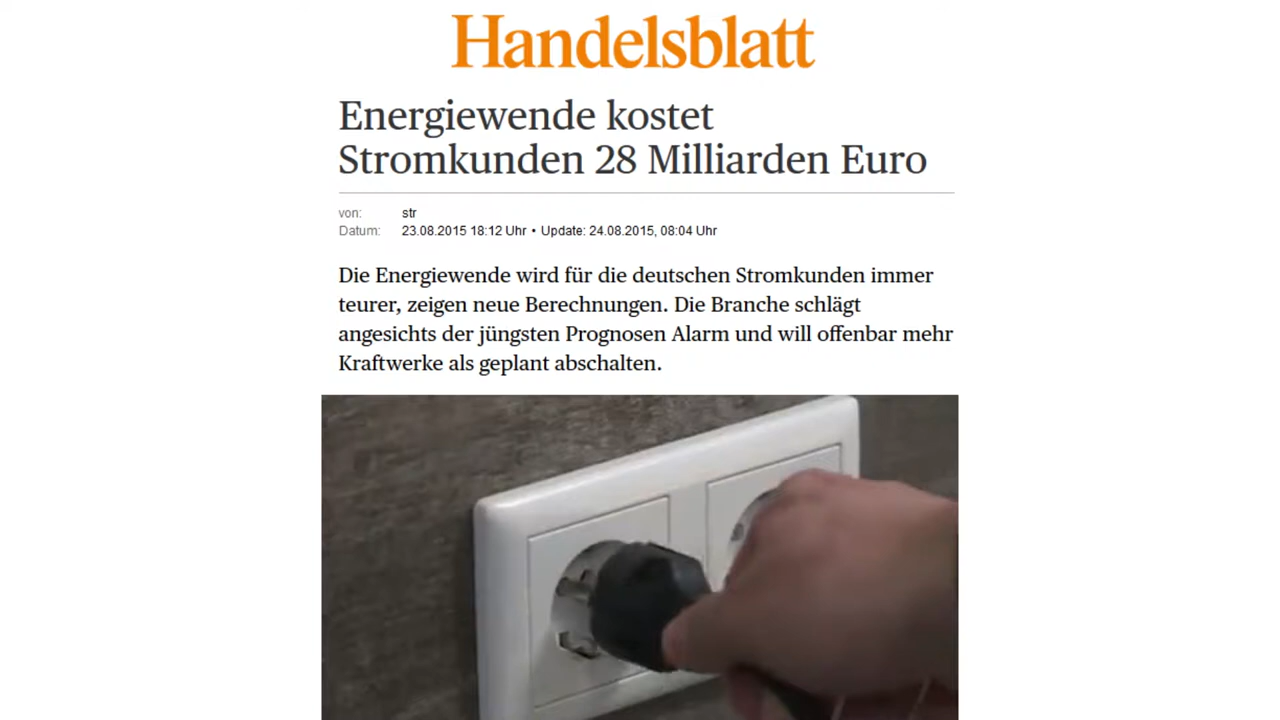 Handelsblatt
Energiewende kostet
Stromkunden 28 Milliarden Euro
von: str
Datum: 23.08.2015 18:12 Uhr • Update: 24.08.2015, 08:04 Uhr
Die Energiewende wird für die deutschen Stromkunden immer
teurer, zeigen neue Berechnungen. Die Branche schlägt
angesichts der jüngsten Prognosen Alarm und will offenbar mehr
Kraftwerke als geplant abschalten.